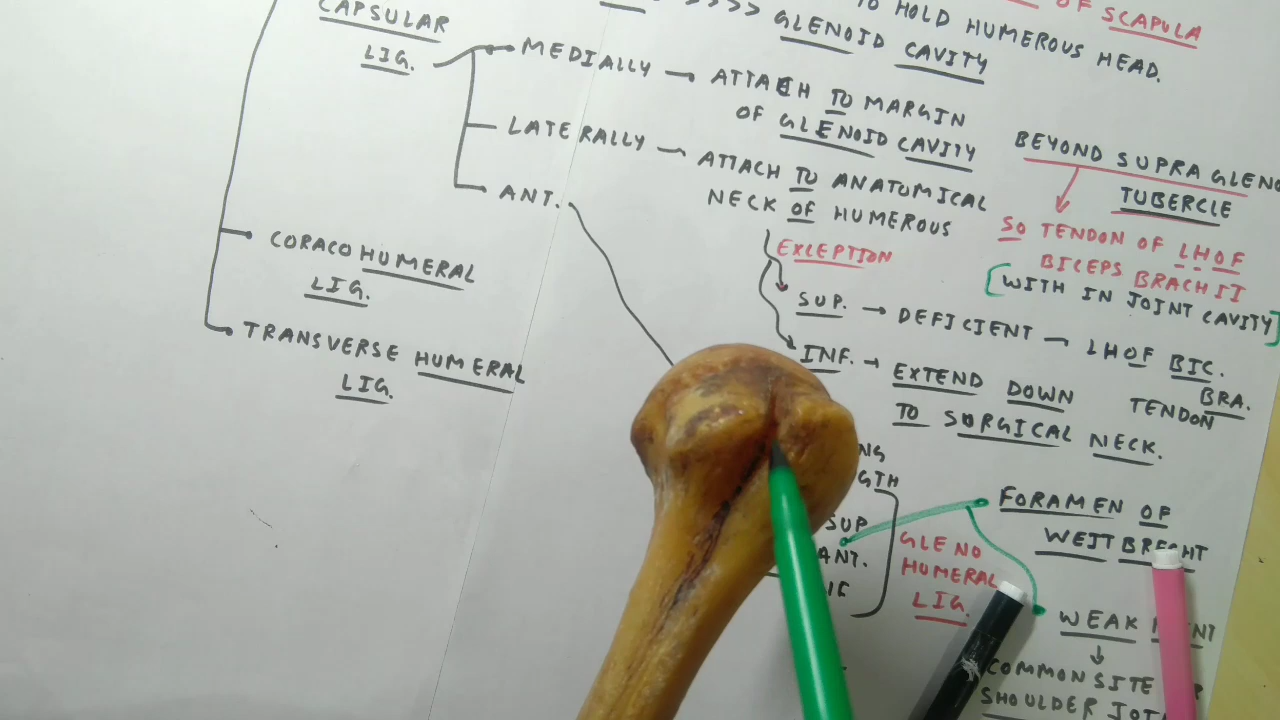 CAPSULAR
LIG.
OF SCAPULA
TO HOLD HUMEROUS HEAD.
>>>> GLENOID CAVITY
MEDIALLY → ATTACH TO MARGIN
OF GLENOID CAVITY
LATERALLY → ATTACH TO ANATOMICAL
NECK OF HUMEROUS
ANT.
EXCEPTION
SUP. → DEFICIENT — LHOF BIC.
BRA.
TENDON
INF. → EXTEND DOWN
TO SURGICAL NECK.
BEYOND SUPRA GLENO
TUBERCLE
SO TENDON OF LHOF
BICEPS BRACHII
[WITH IN JOINT CAVITY]
CORACO HUMERAL
LIG.
TRANSVERSE HUMERAL
LIG.
NG
GTH
SUP
ANT.
GLENO
HUMERAL
LIG.
FORAMEN OF
WEITBRECHT
WEAK
COMMON SITE
SHOULDER